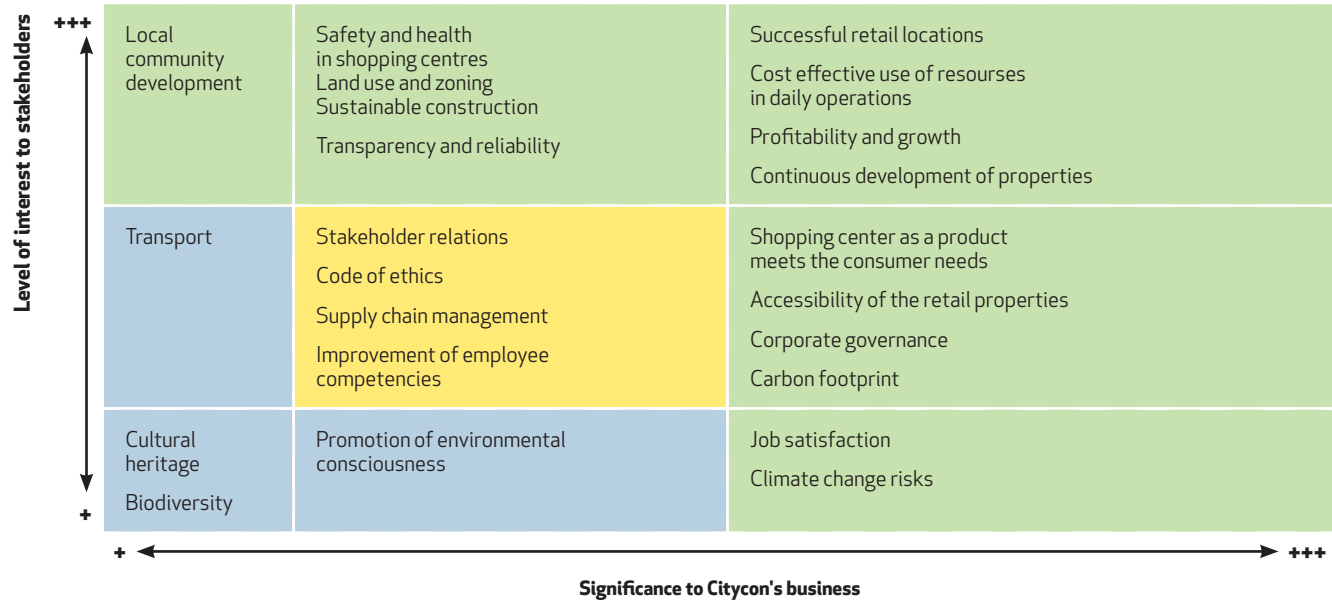 Level of interest to stakeholders
+++
Local
community
development
Safety and health
in shopping centres
Land use and zoning
Sustainable construction
Transparency and reliability
Successful retail locations
Cost effective use of resourses
in daily operations
Profitability and growth
Continuous development of properties
Transport
Stakeholder relations
Code of ethics
Supply chain management
Improvement of employee
competencies
Shopping center as a product
meets the consumer needs
Accessibility of the retail properties
Corporate governance
Carbon footprint
Cultural
heritage
Biodiversity
Promotion of environmental
consciousness
Job satisfaction
Climate change risks
+
+
+++
Significance to Citycon's business